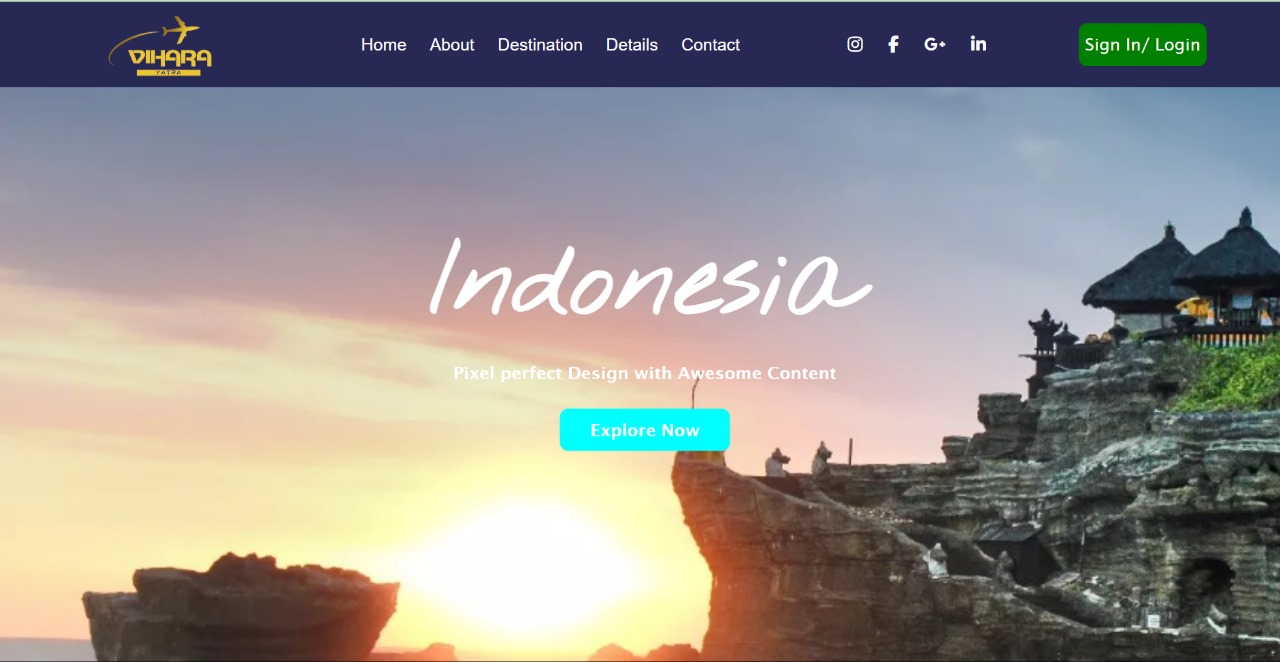 VIHARA
YATRA
Home About Destination Details Contact
G+
in
Sign In/ Login
Indonesia
Pixel perfect Design with Awesome Content
Explore Now